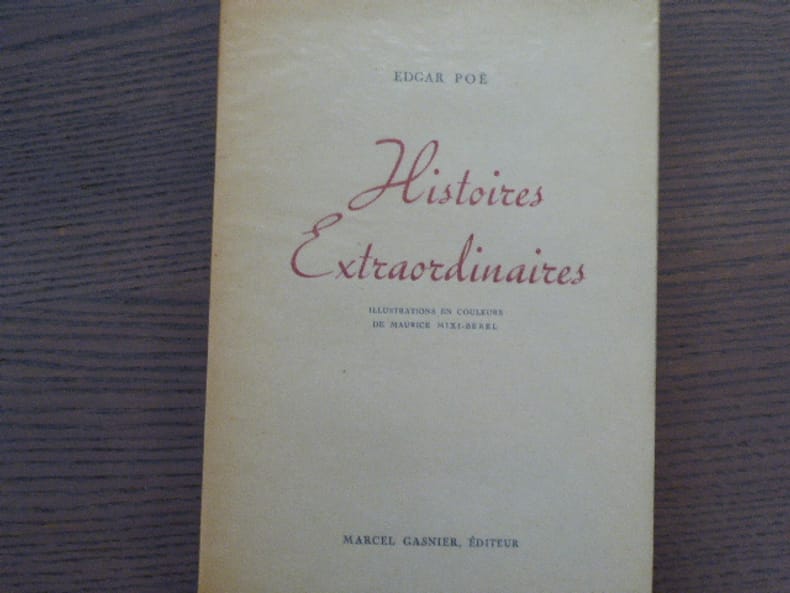 EDGAR POË
Histoires
Extraordinaires
ILLUSTRATIONS EN COULEURS
DE MAURICE MIXI-BEREL
MARCEL GASNIER, ÉDITEUR